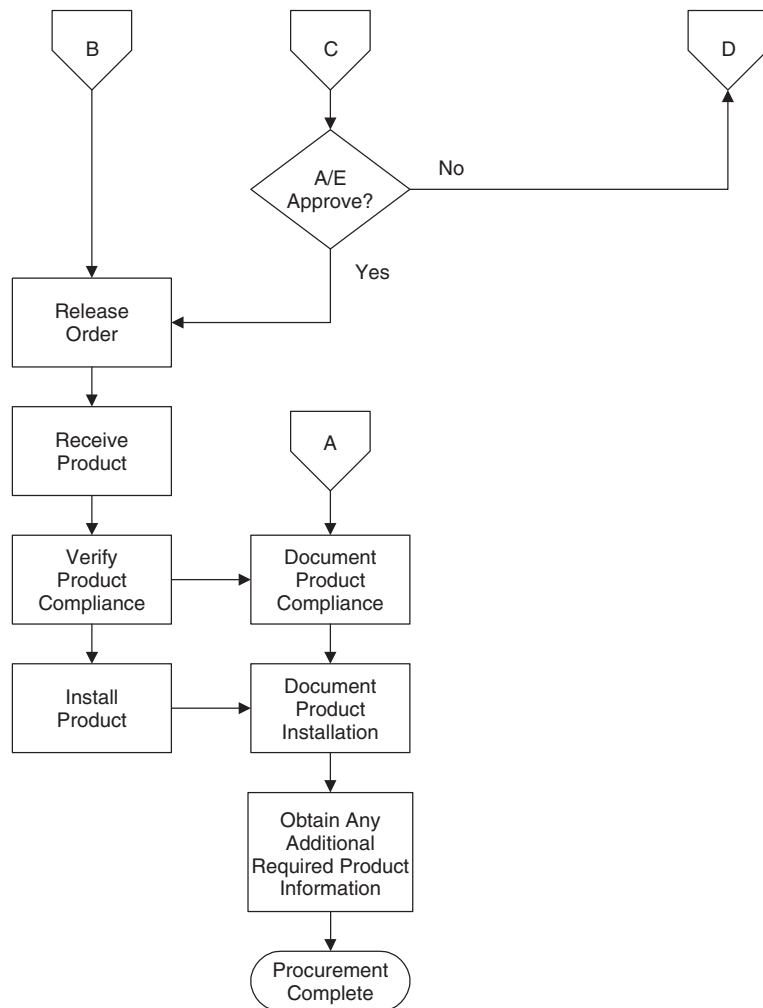 B
C
D
A/E
Approve?
No
Yes
Release
Order
Receive
Product
A
Verify
Product
Compliance
Document
Product
Compliance
Install
Product
Document
Product
Installation
Obtain Any
Additional
Required Product
Information
Procurement
Complete